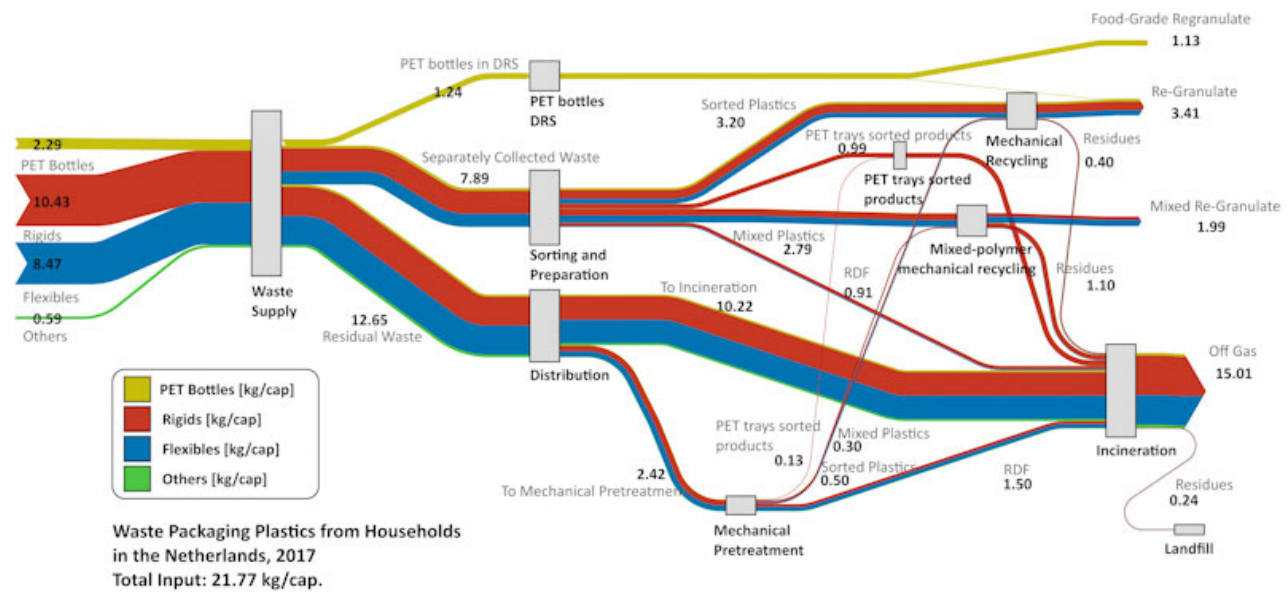 Food-Grade Regranulate
1.13
PET bottles in DRS
1.24
PET bottles
DRS
Re-Granulate
3.41
Sorted Plastics
3.20
PET trays sorted products
0.99
Mechanical
Recycling
Residues
0.40
2.29
PET Bottles
Separately Collected Waste
7.89
PET trays sorted
products
10.43
Rigids
Mixed Re-Granulate
1.99
Mixed Plastics
2.79
Sorting and
Preparation
Mixed-polymer
mechanical recycling
8.47
Flexibles
RDF
0.91
Residues
1.10
Waste
Supply
To Incineration
10.22
0.59
Others
12.65
Residual Waste
Distribution
Off Gas
15.01
PET Bottles [kg/cap]
Rigids [kg/cap]
Flexibles [kg/cap]
Others [kg/cap]
PET trays sorted
products
0.13
Mixed Plastics
0.30
Sorted Plastics
0.50
Incineration
2.42
To Mechanical Pretreatment
RDF
1.50
Residues
0.24
Mechanical
Pretreatment
Landfill
Waste Packaging Plastics from Households
in the Netherlands, 2017
Total Input: 21.77 kg/cap.